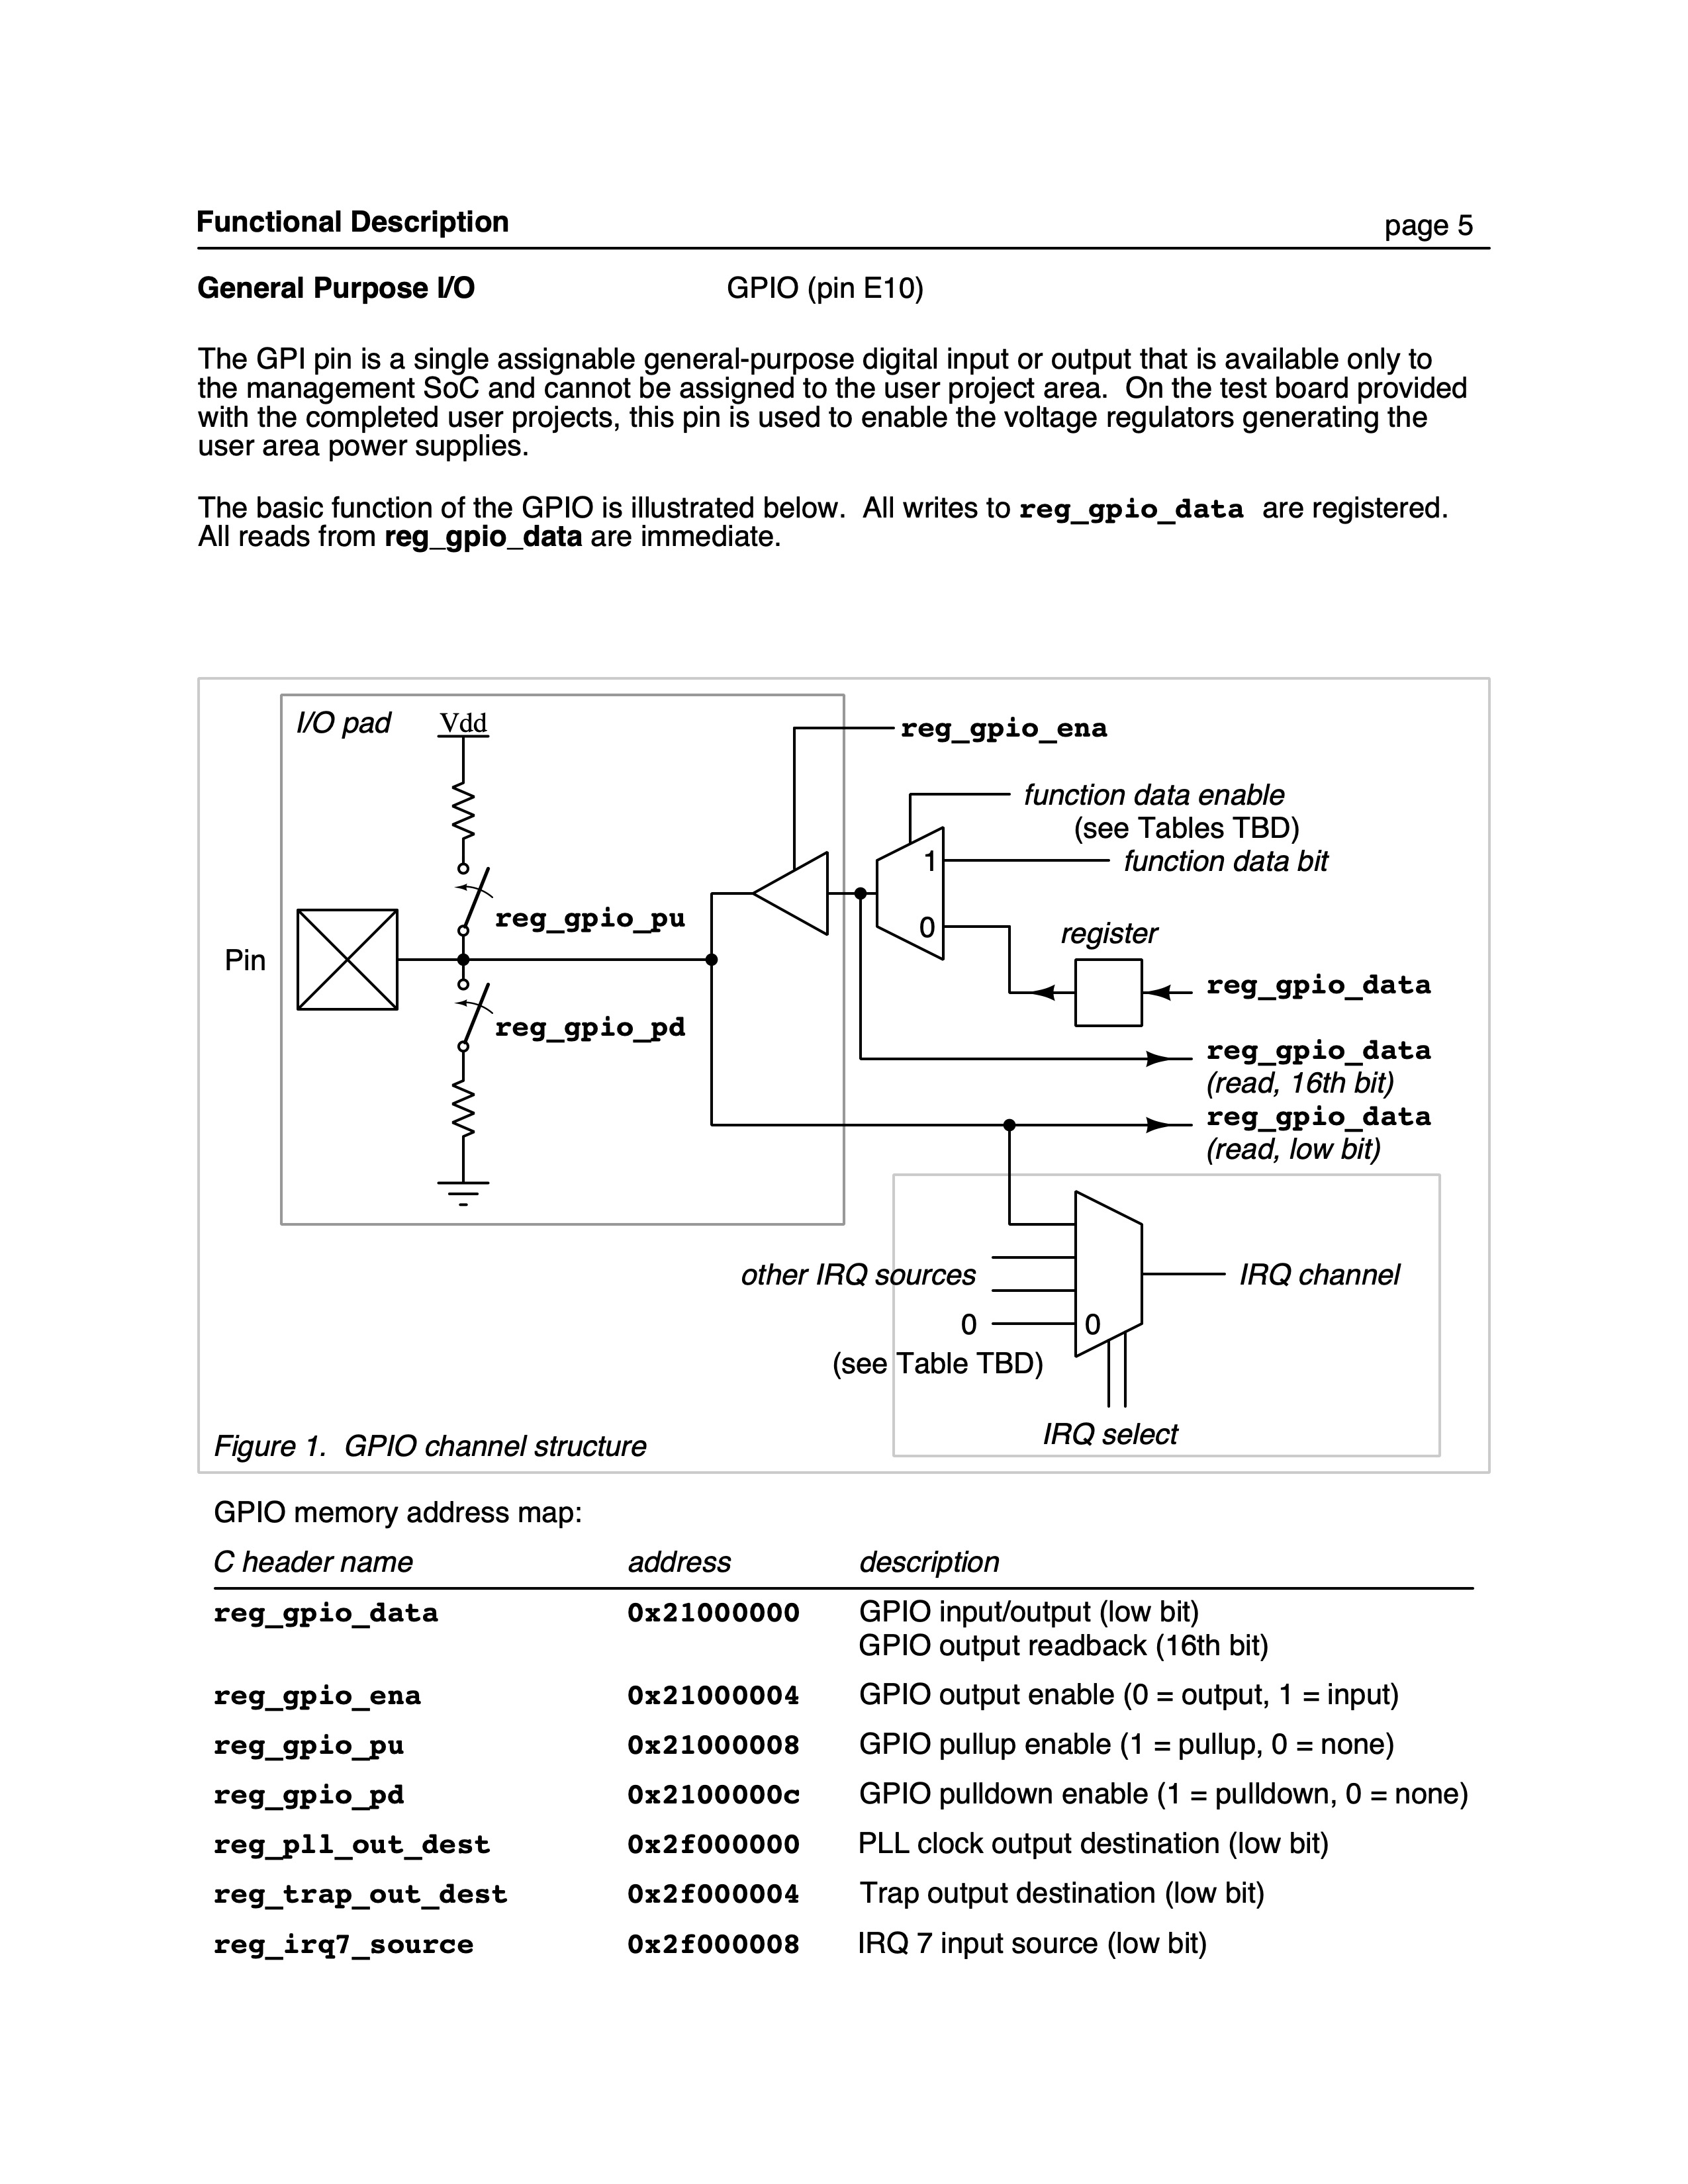 Functional Description page 5
General Purpose I/O GPIO (pin E10)
The GPI pin is a single assignable general-purpose digital input or output that is available only to
the management SoC and cannot be assigned to the user project area.  On the test board provided
with the completed user projects, this pin is used to enable the voltage regulators generating the
user area power supplies.
The basic function of the GPIO is illustrated below.  All writes to reg_gpio_data are registered.
All reads from reg_gpio_data are immediate.
I/O pad Vdd
reg_gpio_ena
function data enable
(see Tables TBD)
1 function data bit
reg_gpio_pu
0
register
Pin
reg_gpio_data
reg_gpio_pd
reg_gpio_data
(read, 16th bit)
reg_gpio_data
(read, low bit)
other IRQ sources
IRQ channel
0 0
(see Table TBD)
IRQ select
Figure 1.  GPIO channel structure
GPIO memory address map:
C header name address description
reg_gpio_data 0x21000000 GPIO input/output (low bit)
GPIO output readback (16th bit)
reg_gpio_ena 0x21000004 GPIO output enable (0 = output, 1 = input)
reg_gpio_pu 0x21000008 GPIO pullup enable (1 = pullup, 0 = none)
reg_gpio_pd 0x2100000c GPIO pulldown enable (1 = pulldown, 0 = none)
reg_pll_out_dest 0x2f000000 PLL clock output destination (low bit)
reg_trap_out_dest 0x2f000004 Trap output destination (low bit)
reg_irq7_source 0x2f000008 IRQ 7 input source (low bit)